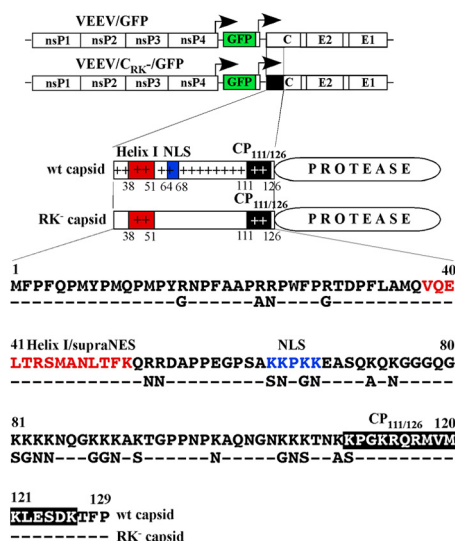 VEEV/GFP
nsP1 nsP2 nsP3 nsP4 GFP C E2 E1
VEEV/CRK-/GFP
nsP1 nsP2 nsP3 nsP4 GFP C E2 E1
Helix I NLS CP111/126
wt capsid ++ ++ + ++++++++++ ++ PROTEASE
38 51 64 68 111 126
CP111/126
RK- capsid ++ ++ PROTEASE
38 51 111 126
1 40
MFPFQPMYPMQPMPYRNPFAAPRRPWFPRTDPFLAMQVQE
---------------G------AN----R-----------
41 Helix I/supraNES NLS 80
LTRSMANLTFKQRRDAPPEGPSAKKPKKEASQKQKGGGQG
------------NN---------SN-GN----A-N-----
81 CP111/126 120
KKKKNQGKKKAKTGPPNPKAQNGNKKKTNKKPGKRQRMVM
SGNN---GGN-S-------N----GNS--AS---------
121 129
KLESDKTFP wt capsid
--------- RK- capsid